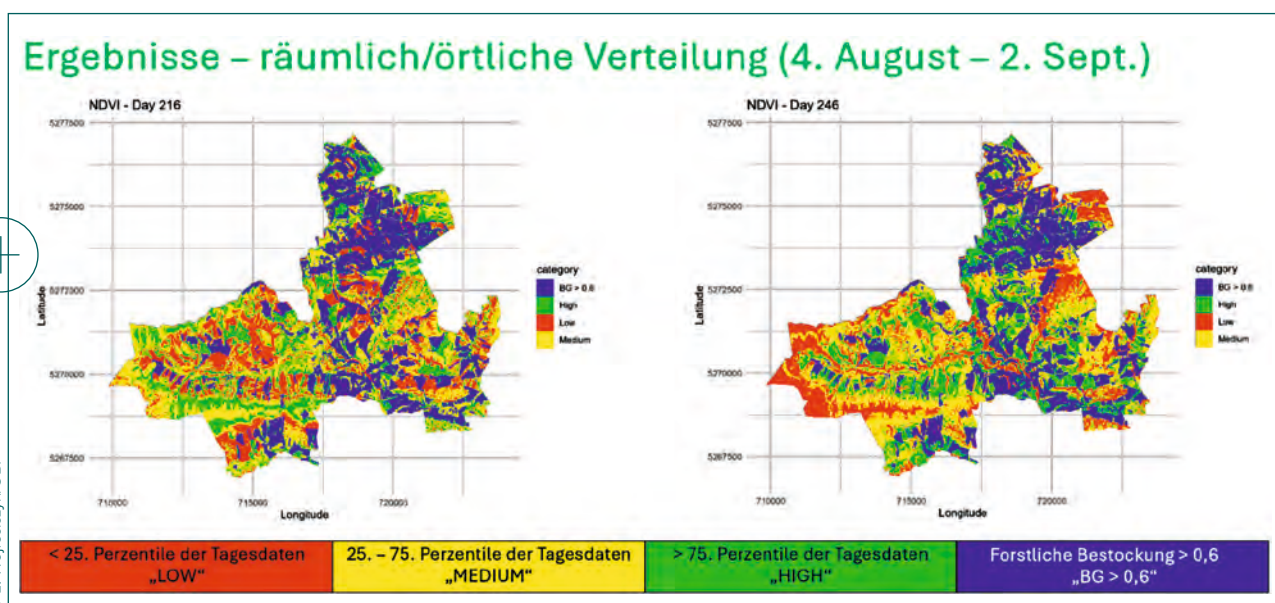 Ergebnisse – räumlich/örtliche Verteilung (4. August – 2. Sept.)
NDVI - Day 216
5277500
5275000
5272500
5270000
5267500
Latitude
710000
715000
720000
Longitude
category
BG > 0,6
High
Low
Medium
NDVI - Day 246
5277500
5275000
5272500
5270000
5267500
Latitude
710000
715000
720000
Longitude
category
BG > 0,6
High
Low
Medium
< 25. Perzentile der Tagesdaten
„LOW“
25. – 75. Perzentile der Tagesdaten
„MEDIUM“
> 75. Perzentile der Tagesdaten
„HIGH“
Forstliche Bestockung > 0,6
„BG > 0,6“